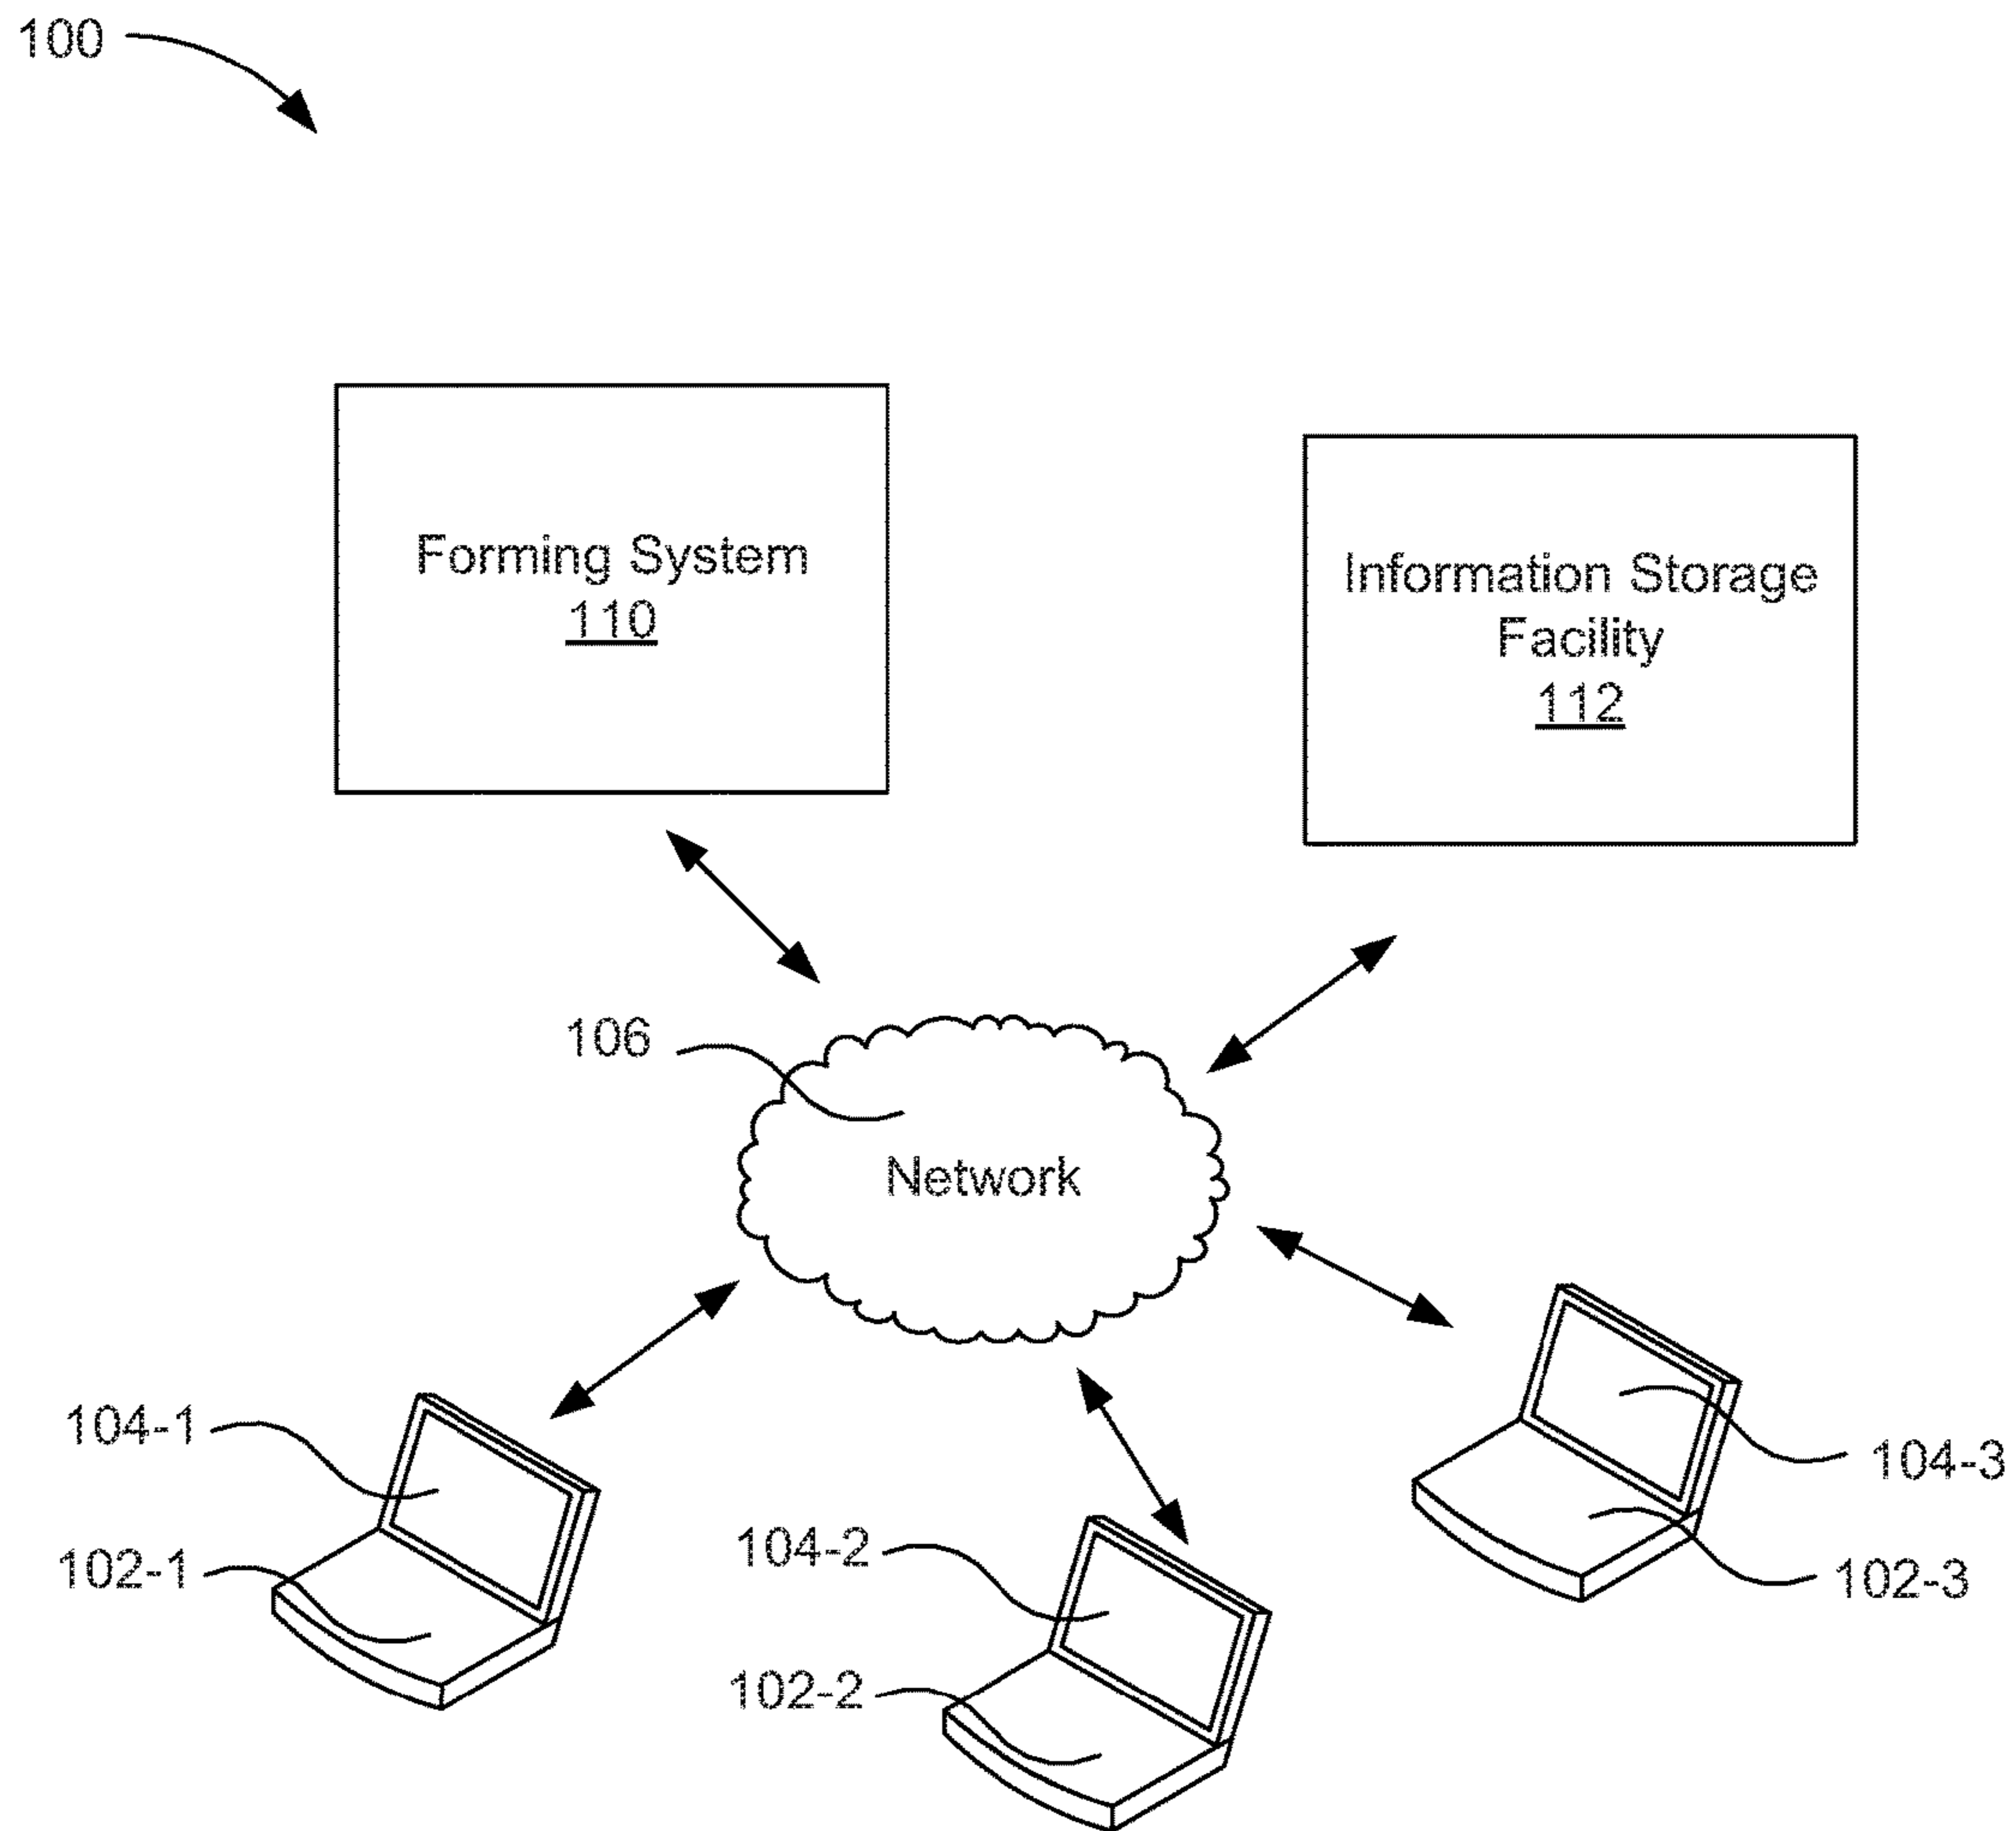 100
Forming System
110
Information Storage
Facility
112
106
Network
104-1
102-1
104-2
102-2
104-3
102-3